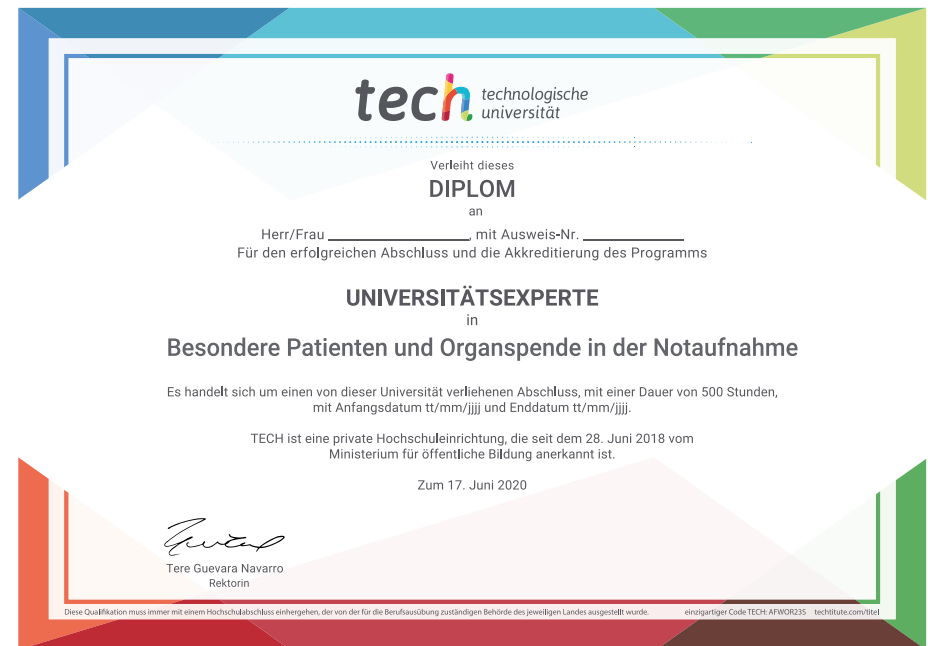 tech technologische
universität
Verleiht dieses
DIPLOM
an
Herr/Frau ________________, mit Ausweis-Nr. ____________
Für den erfolgreichen Abschluss und die Akkreditierung des Programms
UNIVERSITÄTSEXPERTE
in
Besondere Patienten und Organspende in der Notaufnahme
Es handelt sich um einen von dieser Universität verliehenen Abschluss, mit einer Dauer von 500 Stunden,
mit Anfangsdatum tt/mm/jjjj und Enddatum tt/mm/jjjj.
TECH ist eine private Hochschuleinrichtung, die seit dem 28. Juni 2018 vom
Ministerium für öffentliche Bildung anerkannt ist.
Zum 17. Juni 2020
Tere Guevara Navarro
Rektorin
Diese Qualifikation muss immer mit einem Hochschulabschluss einhergehen, der von der für die Berufsausübung zuständigen Behörde des jeweiligen Landes ausgestellt wurde. einzigartiger Code TECH: AFWOR23S techtitute.com/titel